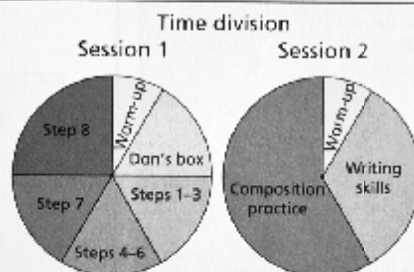 Time division
Session 1
Session 2
Warm-up
Step 8
Dan's box
Steps 1–3
Step 7
Steps 4–6
Warm-up
Writing skills
Composition practice